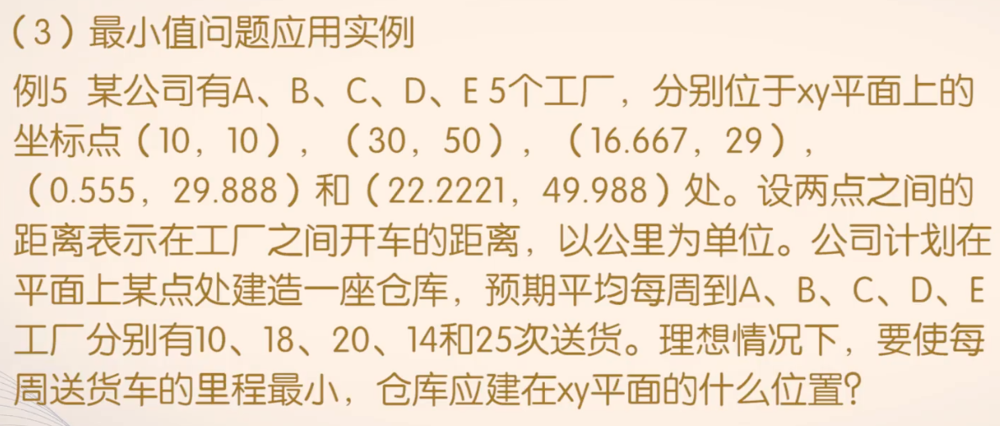 （3）最小值问题应用实例
例5 某公司有A、B、C、D、E 5个工厂，分别位于xy平面上的
坐标点（10，10），（30，50），（16.667，29），
（0.555，29.888）和（22.2221，49.988）处。设两点之间的
距离表示在工厂之间开车的距离，以公里为单位。公司计划在
平面上某点处建造一座仓库，预期平均每周到A、B、C、D、E
工厂分别有10、18、20、14和25次送货。理想情况下，要使每
周送货车的里程最小，仓库应建在xy平面的什么位置？